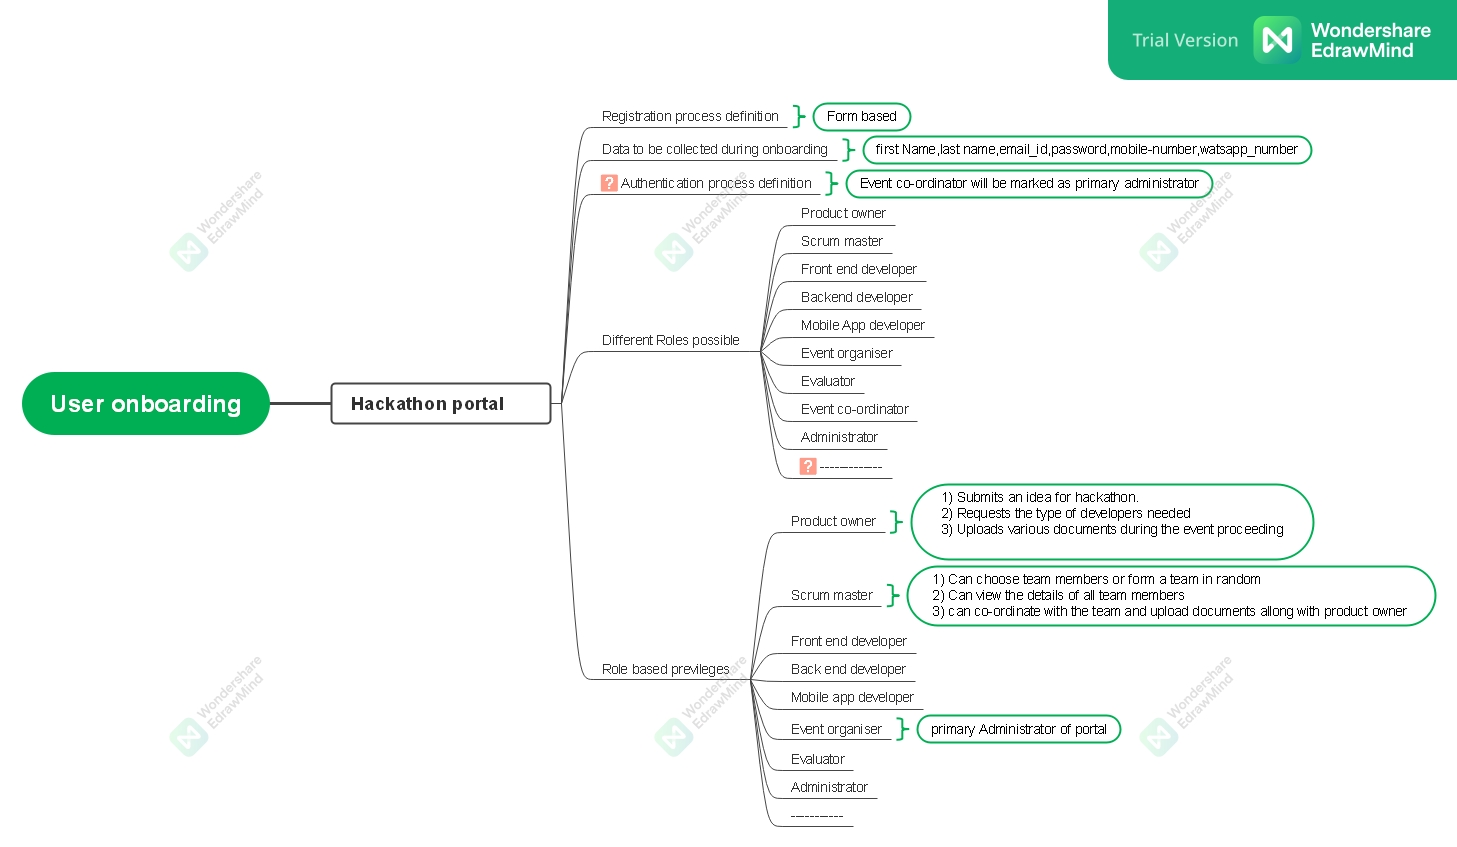 Trial Version
Wondershare
EdrawMind
Registration process definition
Form based
Data to be collected during onboarding
first Name,last name,email_id,password,mobile-number,watsapp_number
? Authentication process definition
Event co-ordinator will be marked as primary administrator
Wondershare
EdrawMind
Wondershare
EdrawMind
Wondershare
EdrawMind
Product owner
Scrum master
Front end developer
Backend developer
Mobile App developer
Different Roles possible
Event organiser
Evaluator
Event co-ordinator
Administrator
? -------------
User onboarding
Hackathon portal
1) Submits an idea for hackathon.
2) Requests the type of developers needed
3) Uploads various documents during the event proceeding
Product owner
1) Can choose team members or form a team in random
2) Can view the details of all team members
3) can co-ordinate with the team and upload documents allong with product owner
Scrum master
Front end developer
Role based previleges
Back end developer
Mobile app developer
Event organiser
primary Administrator of portal
Evaluator
Administrator
-----------
Wondershare
EdrawMind
Wondershare
EdrawMind
Wondershare
EdrawMind